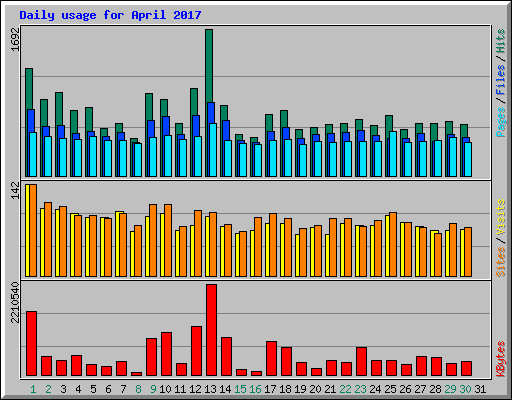 Daily usage for April 2017
1692
Pages / Files / Hits
142
Sites / Visits
2210540
KBytes
1 2 3 4 5 6 7 8 9 10 11 12 13 14 15 16 17 18 19 20 21 22 23 24 25 26 27 28 29 30 31